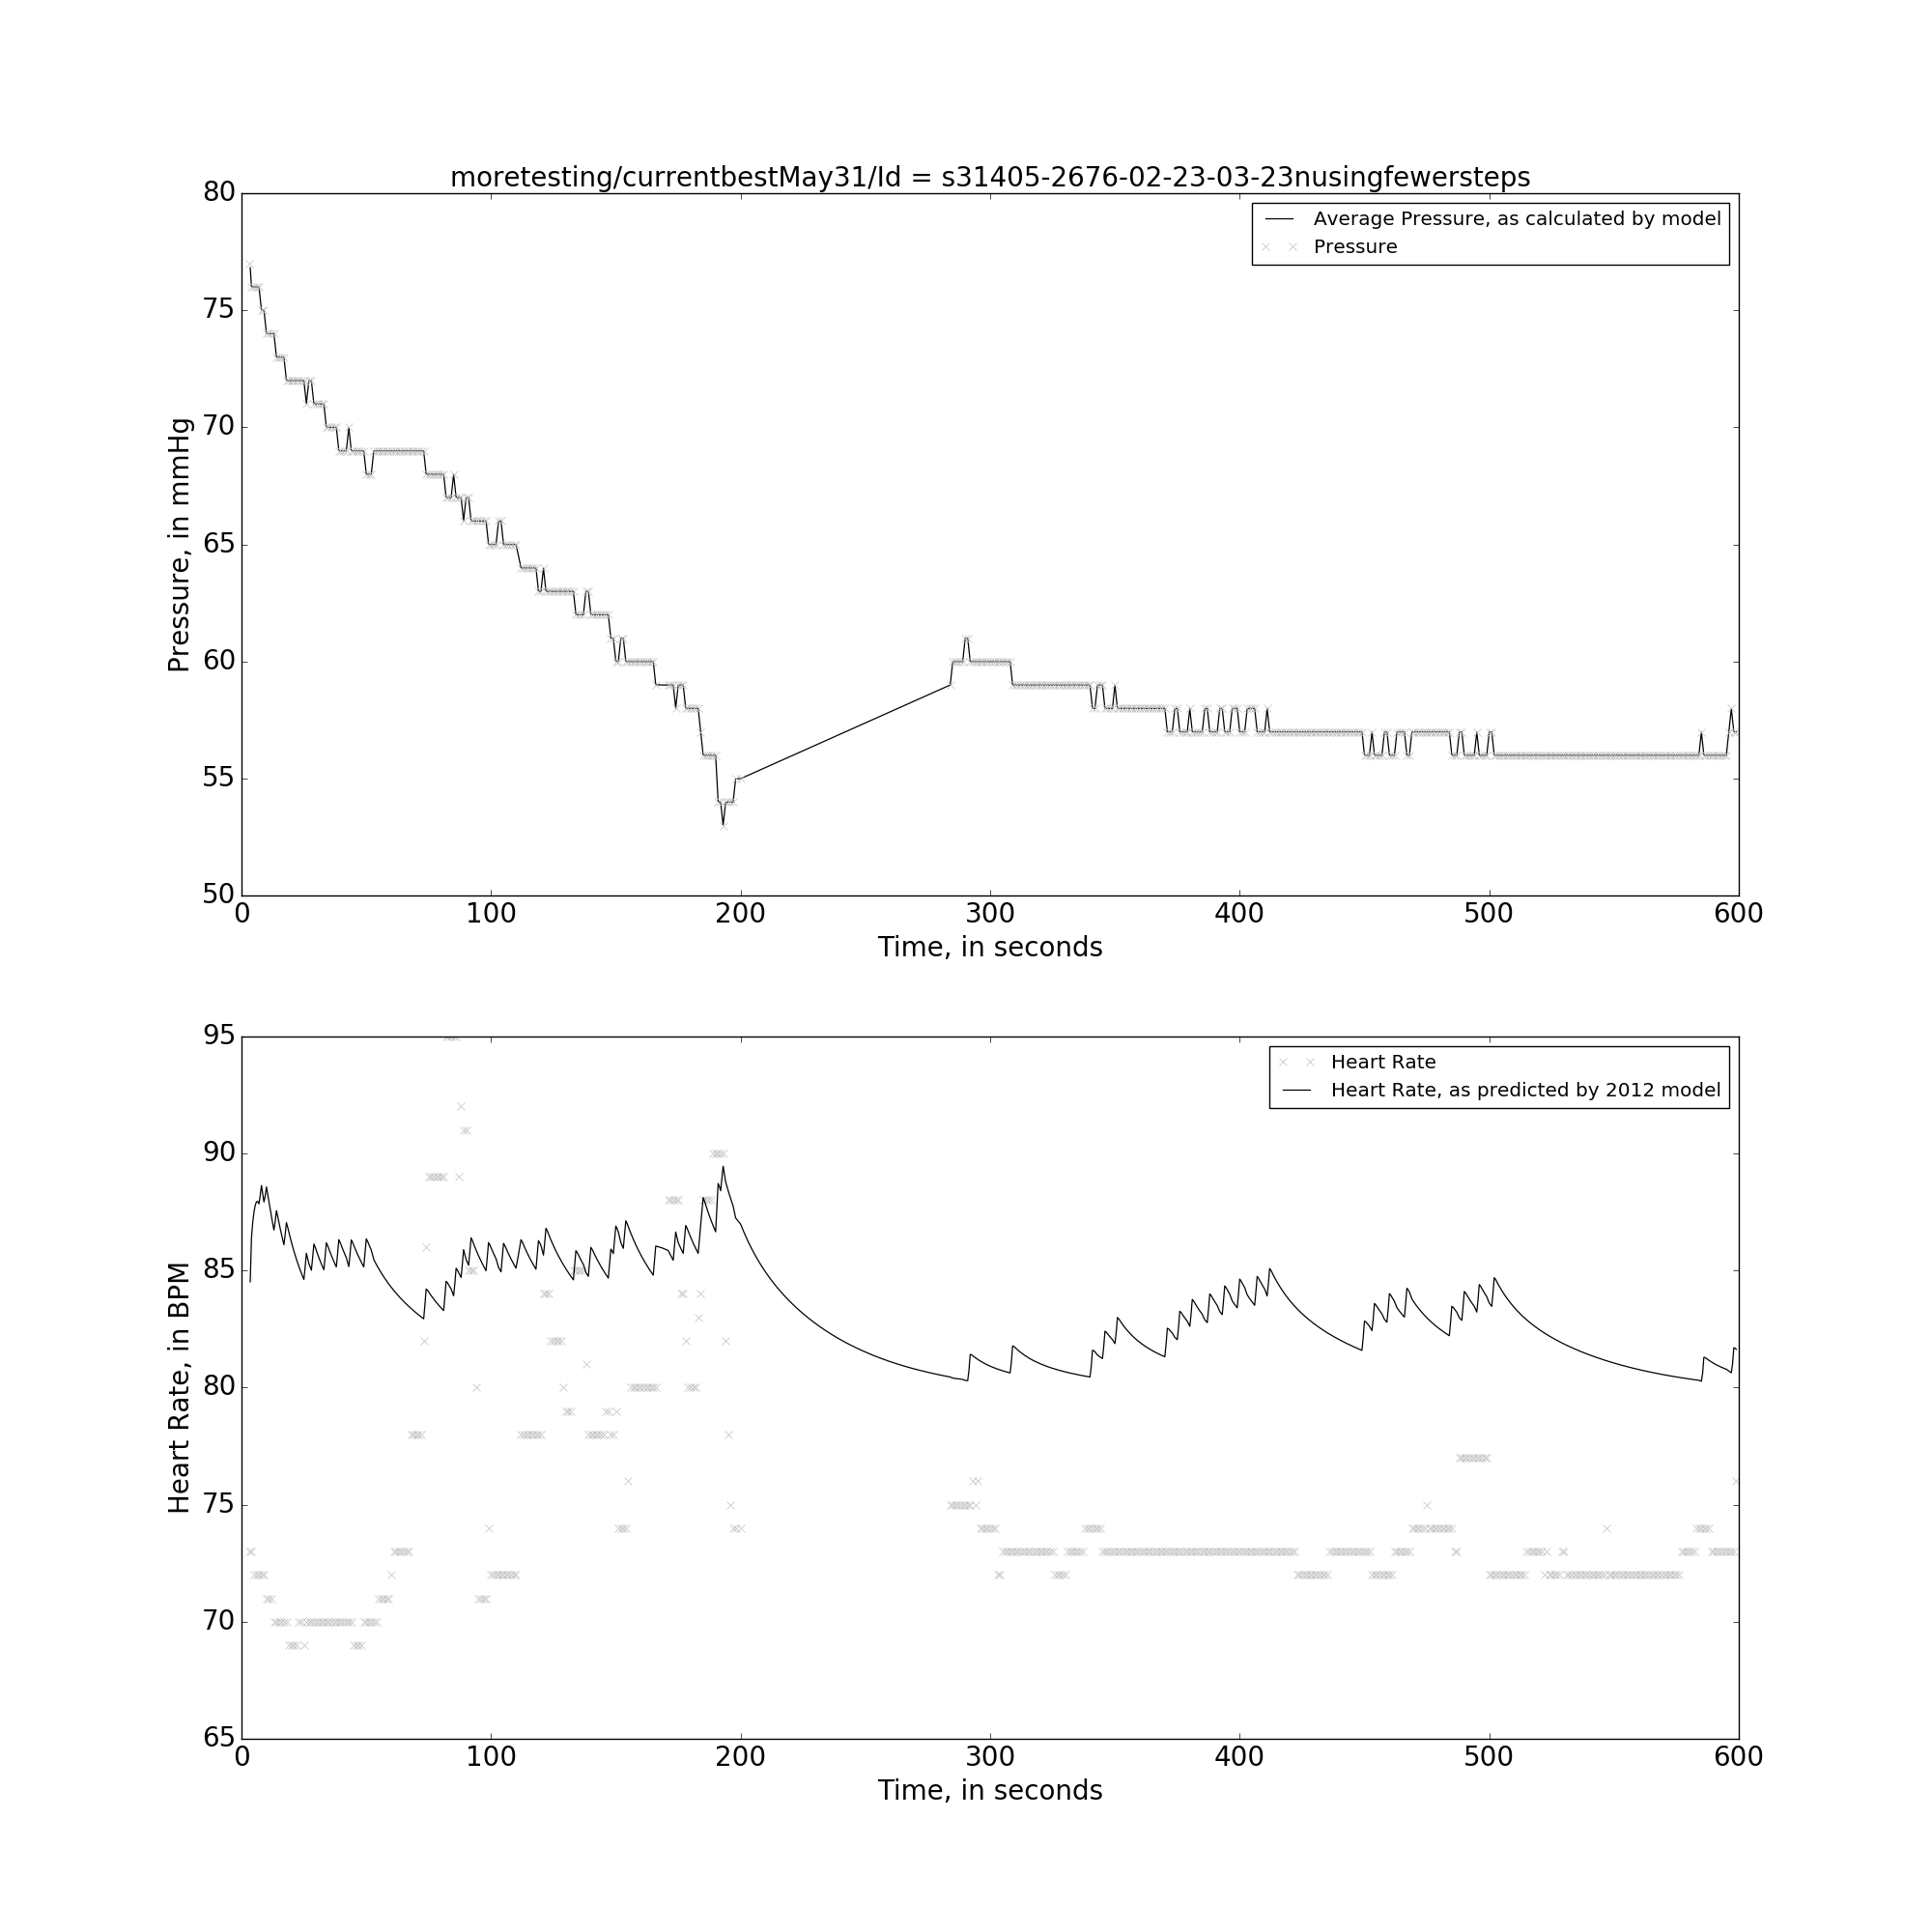 moretesting/currentbestMay31/Id = s31405-2676-02-23-03-23nusingfewersteps
Average Pressure, as calculated by model
Pressure
80
75
70
65
60
55
50
Pressure, in mmHg
0 100 200 300 400 500 600
Time, in seconds
Heart Rate
Heart Rate, as predicted by 2012 model
95
90
85
80
75
70
65
Heart Rate, in BPM
0 100 200 300 400 500 600
Time, in seconds